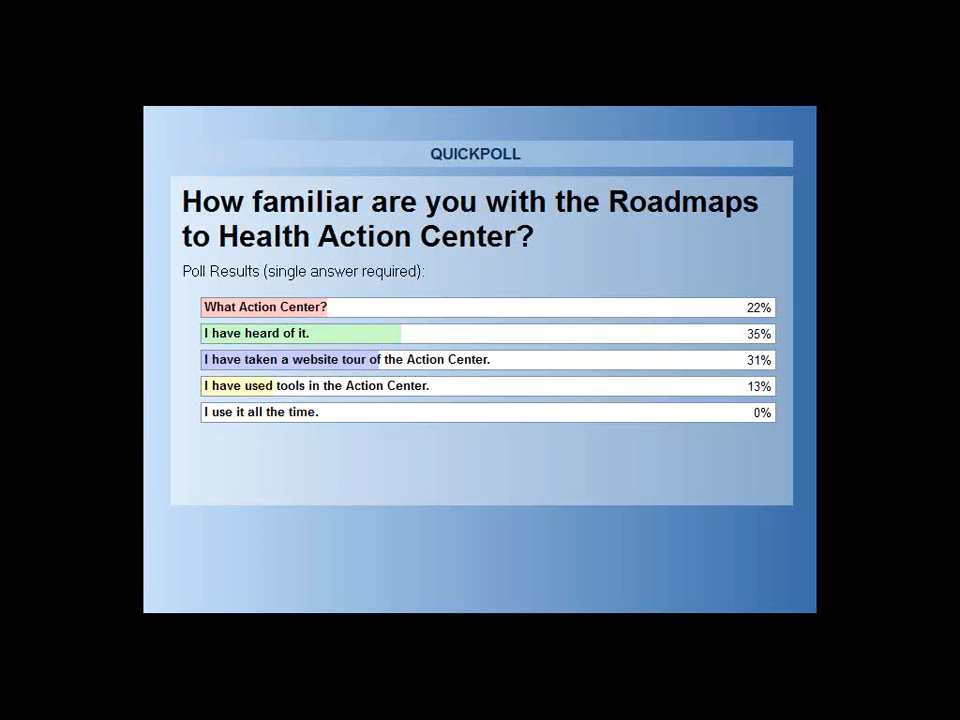 QUICKPOLL
How familiar are you with the Roadmaps
to Health Action Center?
Poll Results (single answer required):
What Action Center? 22%
I have heard of it. 35%
I have taken a website tour of the Action Center. 31%
I have used tools in the Action Center. 13%
I use it all the time. 0%